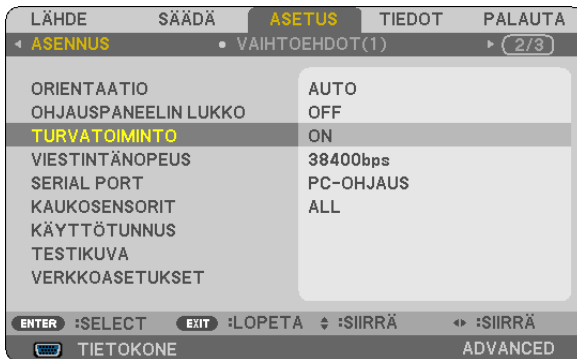 LÄHDE SÄÄDÄ ASETUS TIEDOT PALAUTA
ASENNUS VAIHTOEHDOT(1) 2/3
ORIENTAATIO AUTO
OHJAUSPANEELIN LUKKO OFF
TURVATOIMINTO ON
VIESTINTÄNOPEUS 38400bps
SERIAL PORT PC-OHJAUS
KAUKOSENSORIT ALL
KÄYTTÖTUNNUS
TESTIKUVA
VERKKOASETUKSET
ENTER :SELECT EXIT :LOPETA :SIIRRÄ :SIIRRÄ
TIETOKONE ADVANCED